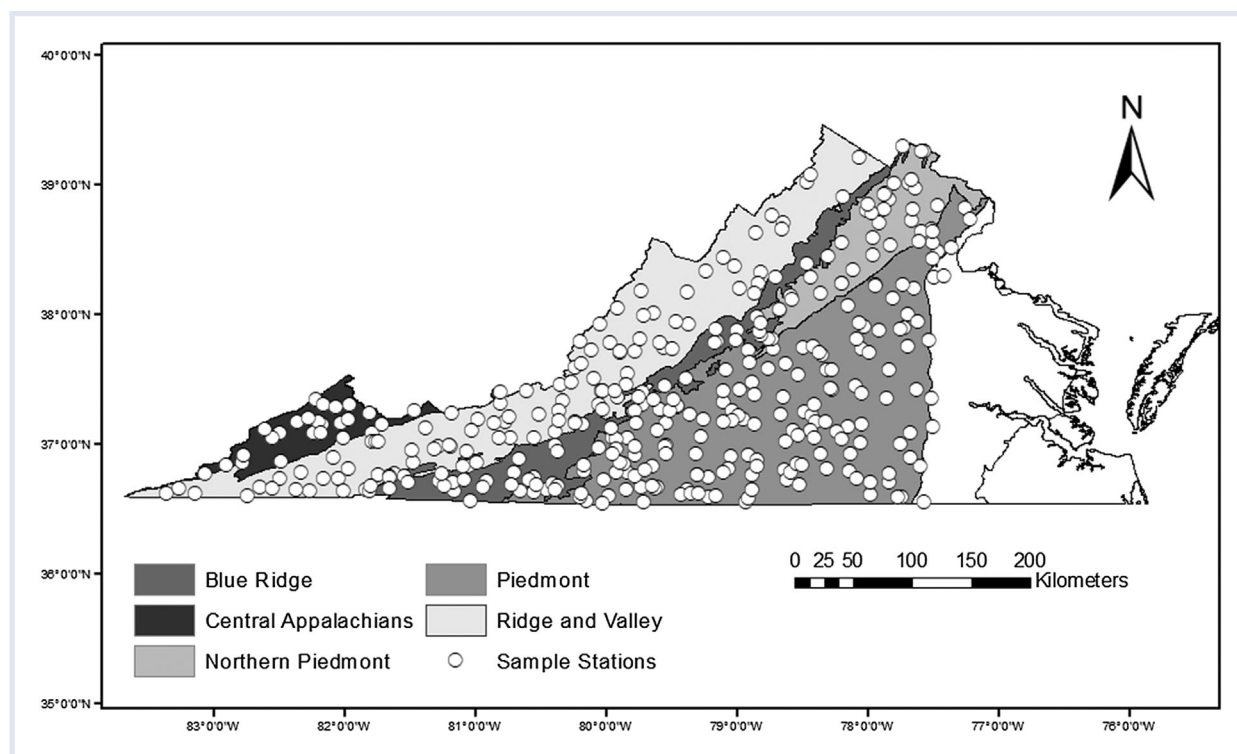 40°0'0"N
N
39°0'0"N
38°0'0"N
37°0'0"N
36°0'0"N
35°0'0"N
0 25 50 100 150 200
Kilometers
Blue Ridge
Piedmont
Central Appalachians
Ridge and Valley
Northern Piedmont
Sample Stations
83°0'0"W 82°0'0"W 81°0'0"W 80°0'0"W 79°0'0"W 78°0'0"W 77°0'0"W 76°0'0"W